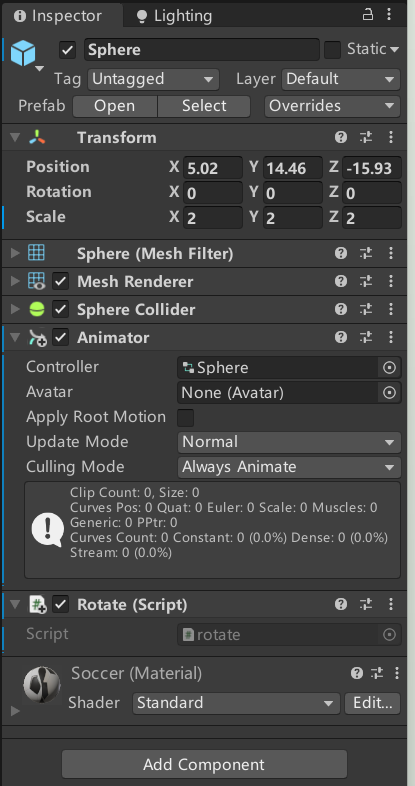 Inspector Lighting
Sphere Static
Tag Untagged Layer Default
Prefab Open Select Overrides
Transform
Position X 5.02 Y 14.46 Z -15.93
Rotation X 0 Y 0 Z 0
Scale X 2 Y 2 Z 2
Sphere (Mesh Filter)
Mesh Renderer
Sphere Collider
Animator
Controller Sphere
Avatar None (Avatar)
Apply Root Motion
Update Mode Normal
Culling Mode Always Animate
Clip Count: 0, Size: 0
Curves Pos: 0 Quat: 0 Euler: 0 Scale: 0 Muscles: 0
Generic: 0 PPtr: 0
Curves Count: 0 Constant: 0 (0.0%) Dense: 0 (0.0%)
Stream: 0 (0.0%)
Rotate (Script)
Script rotate
Soccer (Material)
Shader Standard Edit...
Add Component